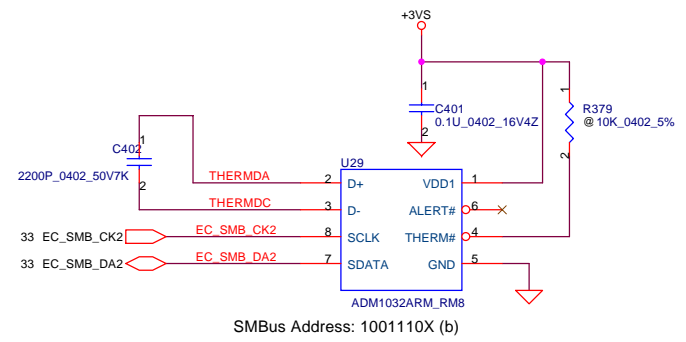 +3VS
1
C401
0.1U_0402_16V4Z
2
1
R379
@10K_0402_5%
2
1
C402
2200P_0402_50V7K
2
U29
THERMDA
2
D+
VDD1
1
THERMDC
3
D-
ALERT#
6
33 EC_SMB_CK2
EC_SMB_CK2
8
SCLK
THERM#
4
33 EC_SMB_DA2
EC_SMB_DA2
7
SDATA
GND
5
ADM1032ARM_RM8
SMBus Address: 1001110X (b)